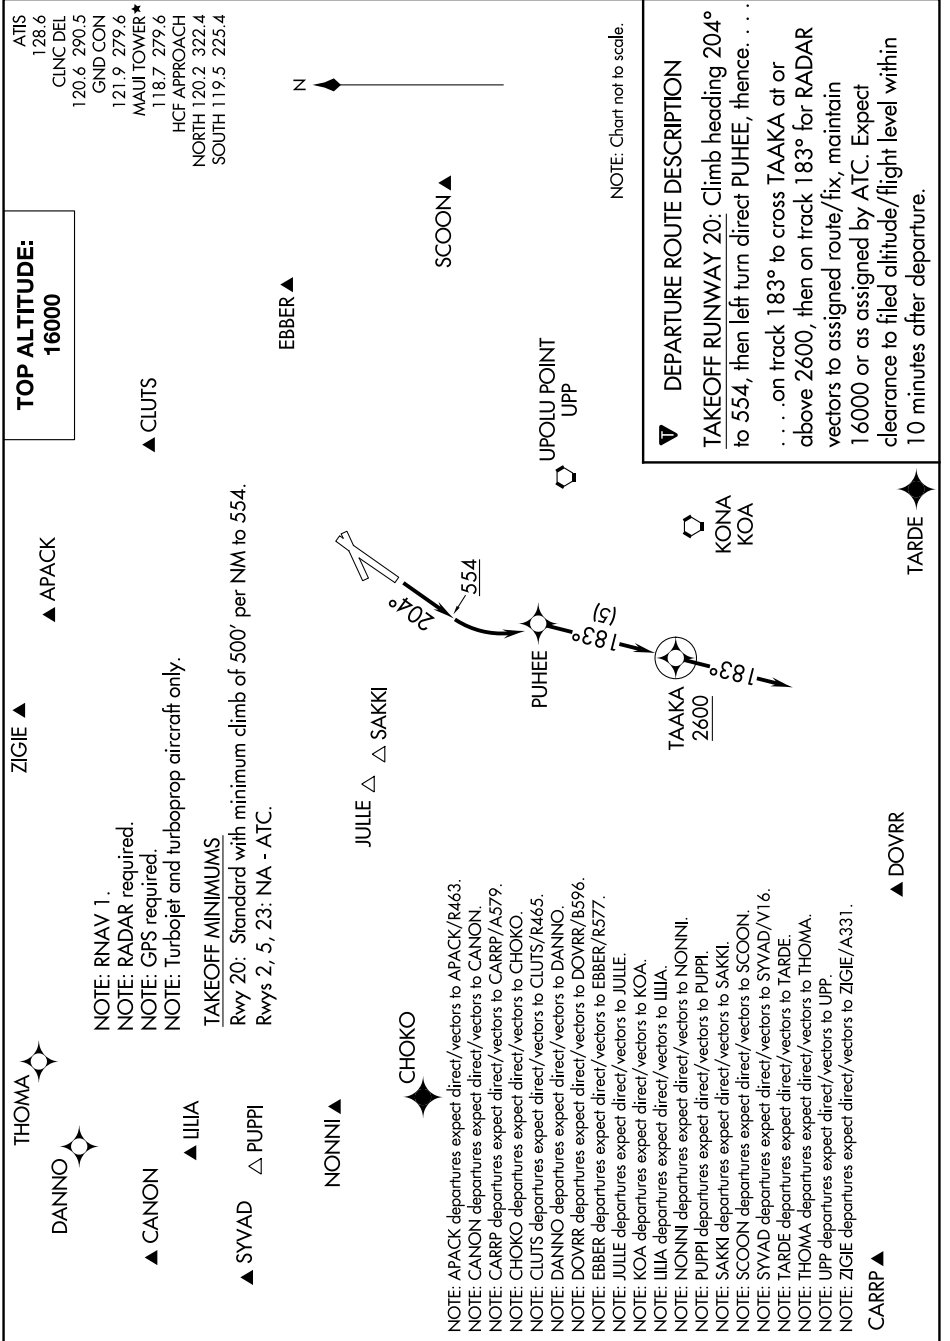 TOP ALTITUDE:
16000
ATIS
128.6
CLNC DEL
120.6 290.5
GND CON
121.9 279.6
MAUI TOWER★
118.7 279.6
HCF APPROACH
NORTH 120.2 322.4
SOUTH 119.5 225.4
N
THOMA
DANNO
ZIGIE
APACK
CLUTS
CANON
LILIA
SYVAD
PUPPI
NONNI
EBBER
SCOON
NOTE: RNAV 1.
NOTE: RADAR required.
NOTE: GPS required.
NOTE: Turbojet and turboprop aircraft only.
TAKEOFF MINIMUMS
Rwy 20: Standard with minimum climb of 500' per NM to 554.
Rwys 2, 5, 23: NA - ATC.
JULLE
SAKKI
CHOKO
204°
554
PUHEE
183°
(5)
TAAKA
2600
183°
UPOLU POINT
UPP
KONA
KOA
TARDE
DOVRR
CARRP
NOTE: Chart not to scale.
NOTE: APACK departures expect direct/vectors to APACK/R463.
NOTE: CANON departures expect direct/vectors to CANON.
NOTE: CARRP departures expect direct/vectors to CARRP/A579.
NOTE: CHOKO departures expect direct/vectors to CHOKO.
NOTE: CLUTS departures expect direct/vectors to CLUTS/R465.
NOTE: DANNO departures expect direct/vectors to DANNO.
NOTE: DOVRR departures expect direct/vectors to DOVRR/B596.
NOTE: EBBER departures expect direct/vectors to EBBER/R577.
NOTE: JULLE departures expect direct/vectors to JULLE.
NOTE: KOA departures expect direct/vectors to KOA.
NOTE: LILIA departures expect direct/vectors to LILIA.
NOTE: NONNI departures expect direct/vectors to NONNI.
NOTE: PUPPI departures expect direct/vectors to PUPPI.
NOTE: SAKKI departures expect direct/vectors to SAKKI.
NOTE: SCOON departures expect direct/vectors to SCOON.
NOTE: SYVAD departures expect direct/vectors to SYVAD/V16.
NOTE: TARDE departures expect direct/vectors to TARDE.
NOTE: THOMA departures expect direct/vectors to THOMA.
NOTE: UPP departures expect direct/vectors to UPP.
NOTE: ZIGIE departures expect direct/vectors to ZIGIE/A331.
T DEPARTURE ROUTE DESCRIPTION
TAKEOFF RUNWAY 20: Climb heading 204°
to 554, then left turn direct PUHEE, thence. . . .
. . . .on track 183° to cross TAAKA at or
above 2600, then on track 183° for RADAR
vectors to assigned route/fix, maintain
16000 or as assigned by ATC. Expect
clearance to filed altitude/flight level within
10 minutes after departure.